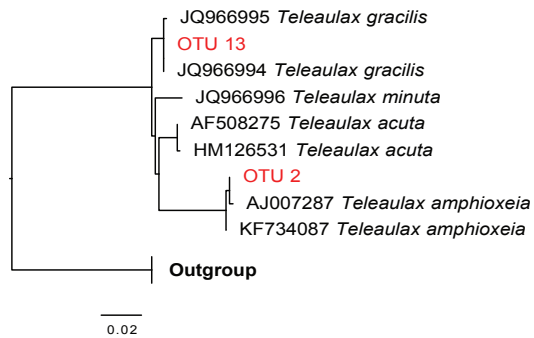 JQ966995 Teleaulax gracilis
OTU 13
JQ966994 Teleaulax gracilis
JQ966996 Teleaulax minuta
AF508275 Teleaulax acuta
HM126531 Teleaulax acuta
OTU 2
AJ007287 Teleaulax amphioxeia
KF734087 Teleaulax amphioxeia
Outgroup
0.02